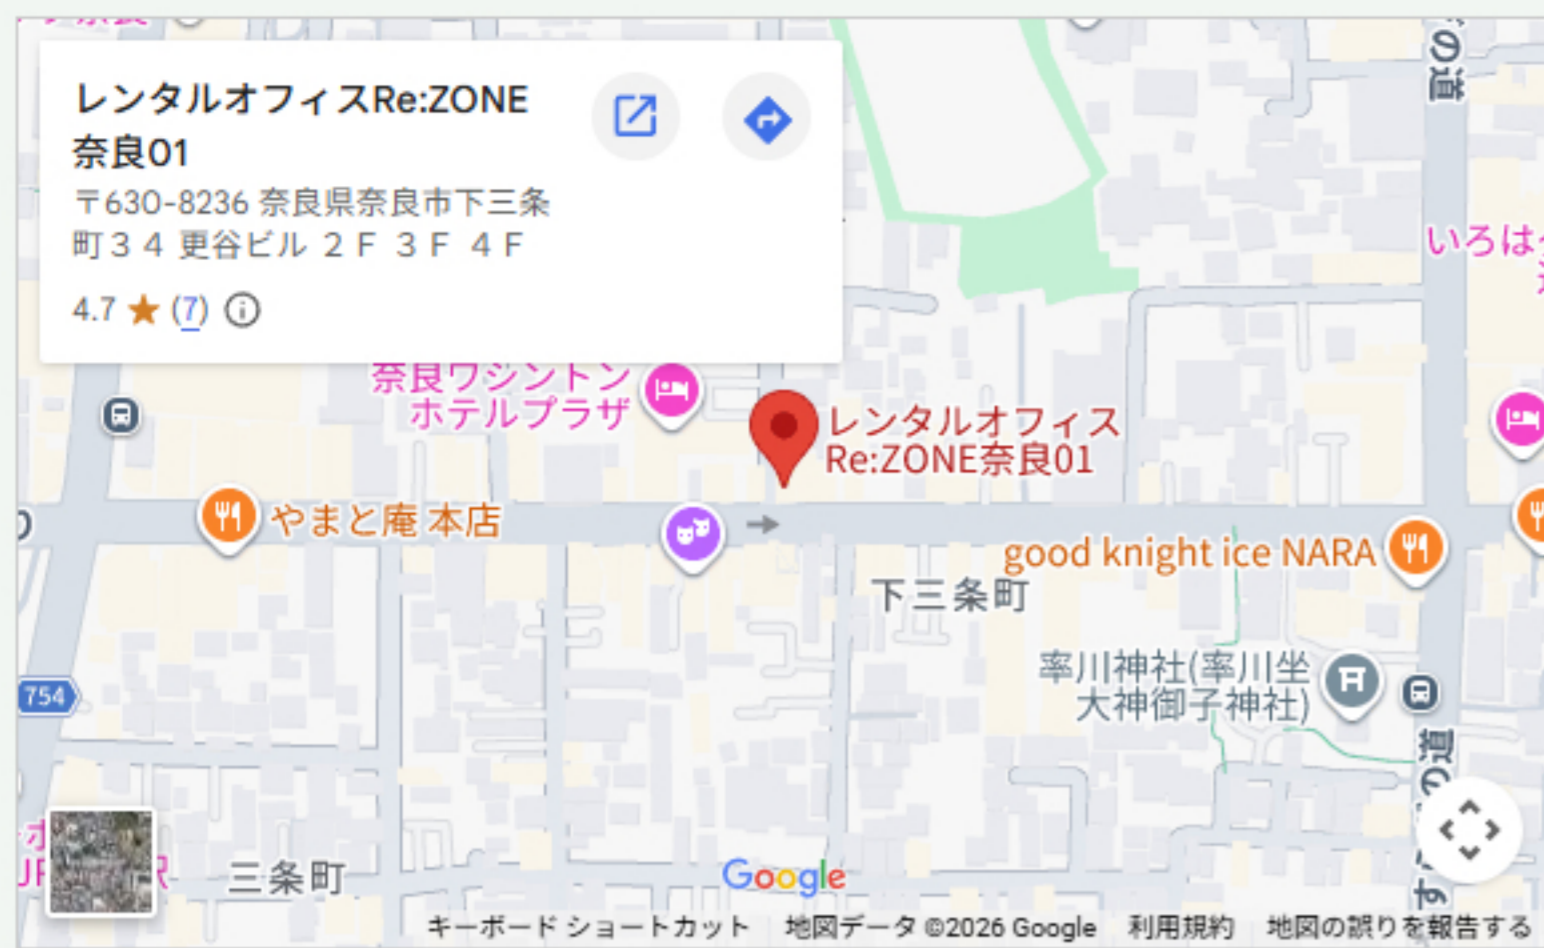 レンタルオフィスRe:ZONE
奈良01
〒630-8236 奈良県奈良市下三条
町３４ 更谷ビル ２Ｆ ３Ｆ ４Ｆ
4.7 ★ (7)
の道
いろは
奈良ワシントン
ホテルプラザ
レンタルオフィス
Re:ZONE奈良01
やまと庵 本店
good knight ice NARA
下三条町
率川神社(率川坐
大神御子神社)
754
の道
す
三条町
Google
キーボード ショートカット
地図データ ©2026 Google
利用規約
地図の誤りを報告する